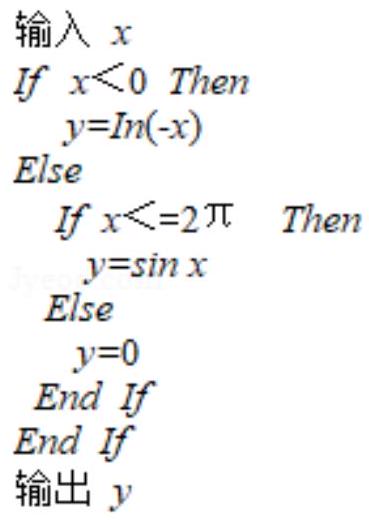 输入 x
If x<0 Then
y=In(-x)
Else
If x<=2π Then
y=sin x
Else
y=0
End If
End If
输出 y